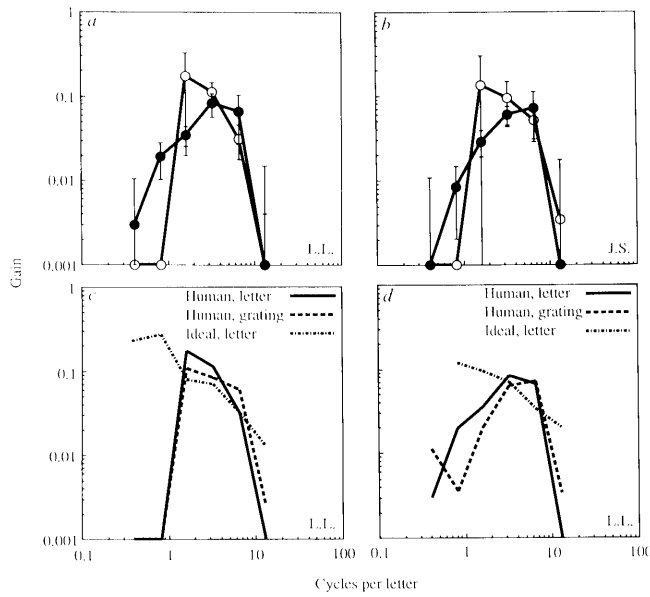 a
1
0.1
0.01
0.001
L.L.
b
J.S.
Gain
c
1
0.1
0.01
0.001
Human, letter
Human, grating
Ideal, letter
L.L.
0.1
1
10
100
d
Human, letter
Human, grating
Ideal, letter
L.L.
0.1
1
10
100
Cycles per letter